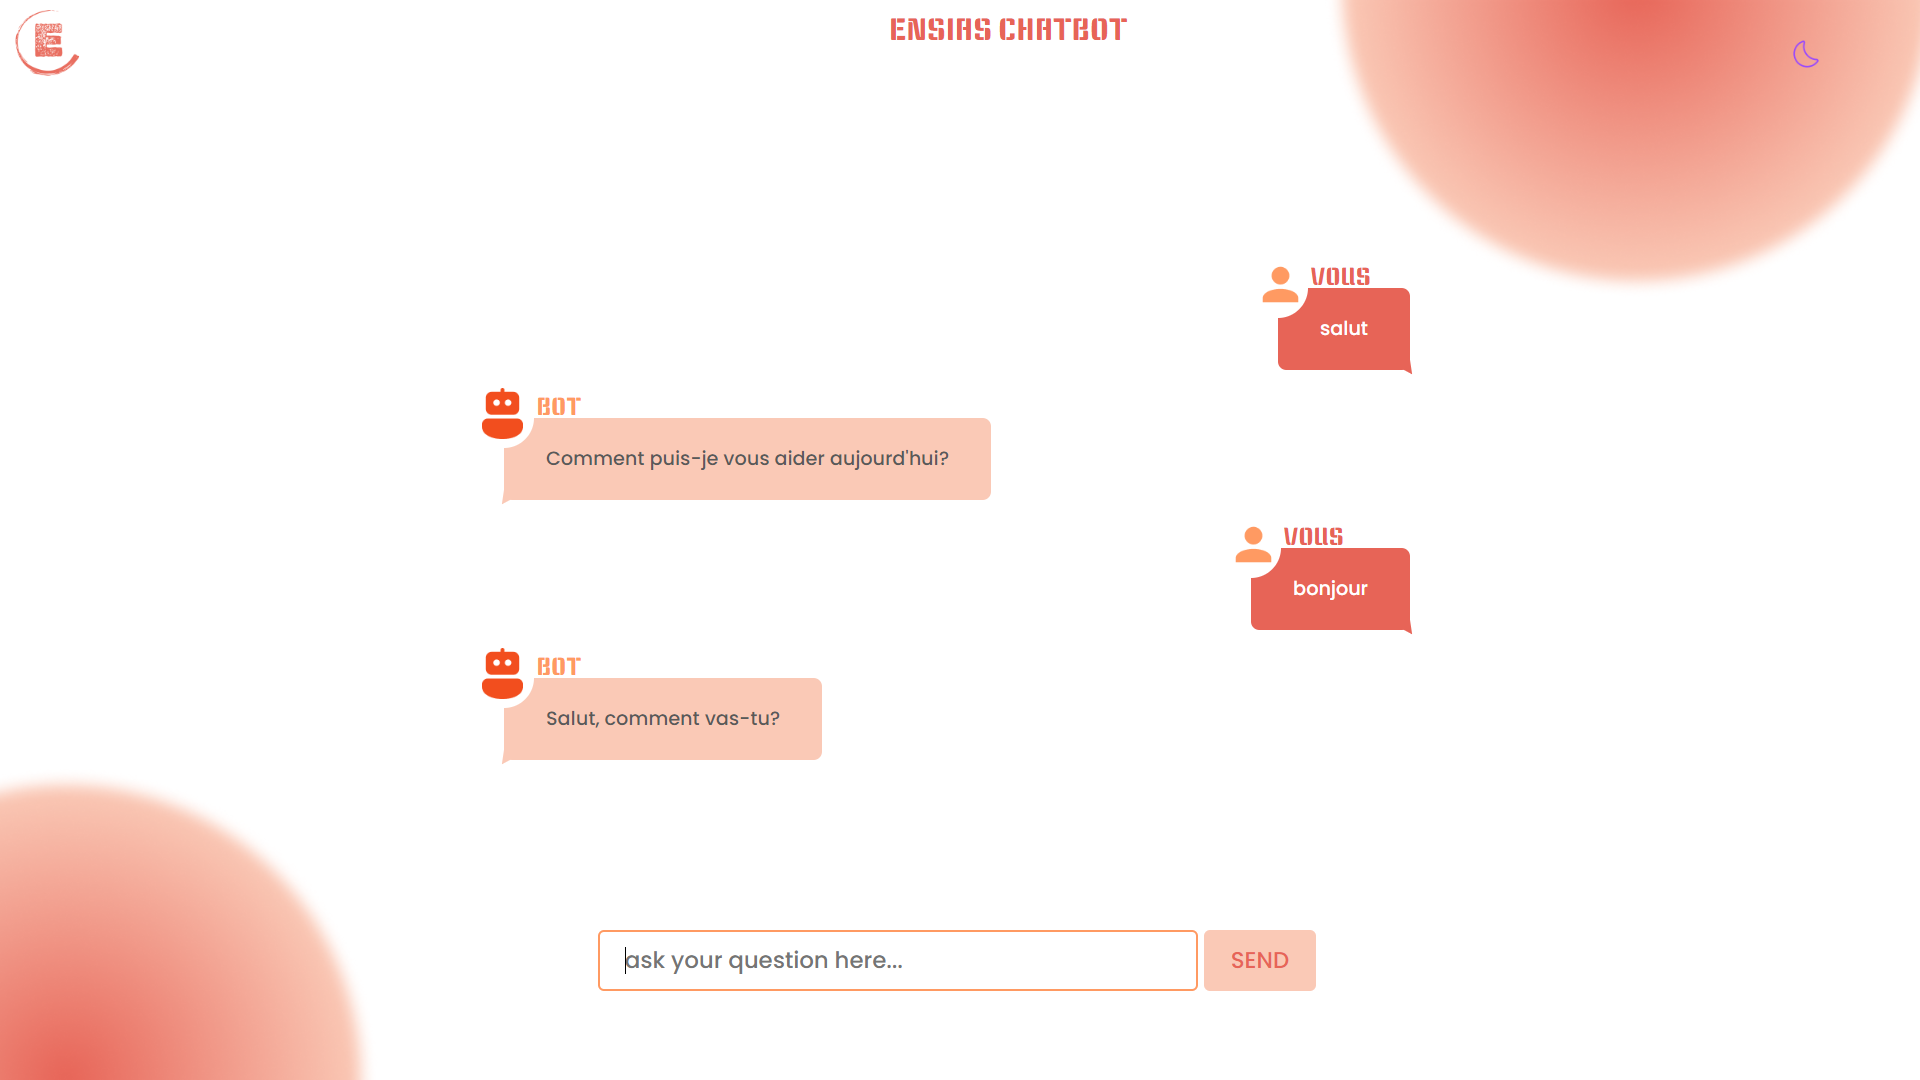 E
ENSIAS CHATBOT
VOUS
salut
BOT
Comment puis-je vous aider aujourd'hui?
VOUS
bonjour
BOT
Salut, comment vas-tu?
ask your question here...
SEND